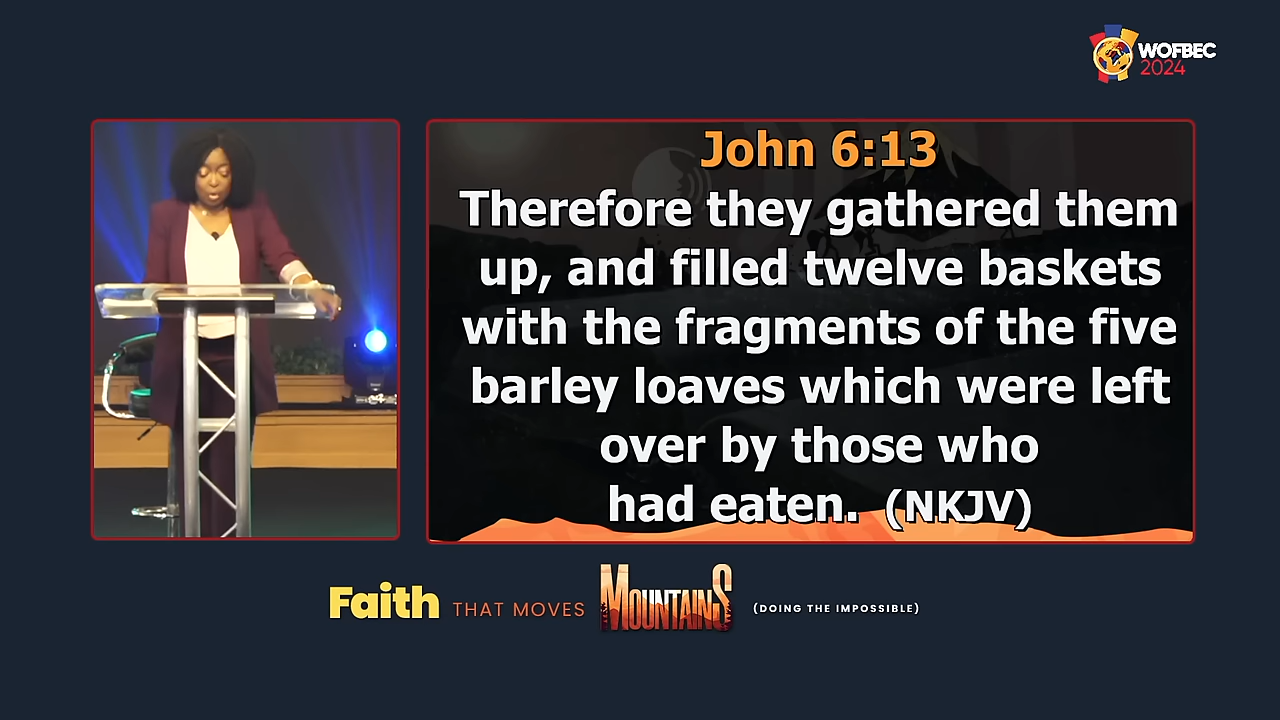 WOFBEC
2024
John 6:13
Therefore they gathered them
up, and filled twelve baskets
with the fragments of the five
barley loaves which were left
over by those who
had eaten. (NKJV)
Faith THAT MOVES MOUNTAINS (DOING THE IMPOSSIBLE)